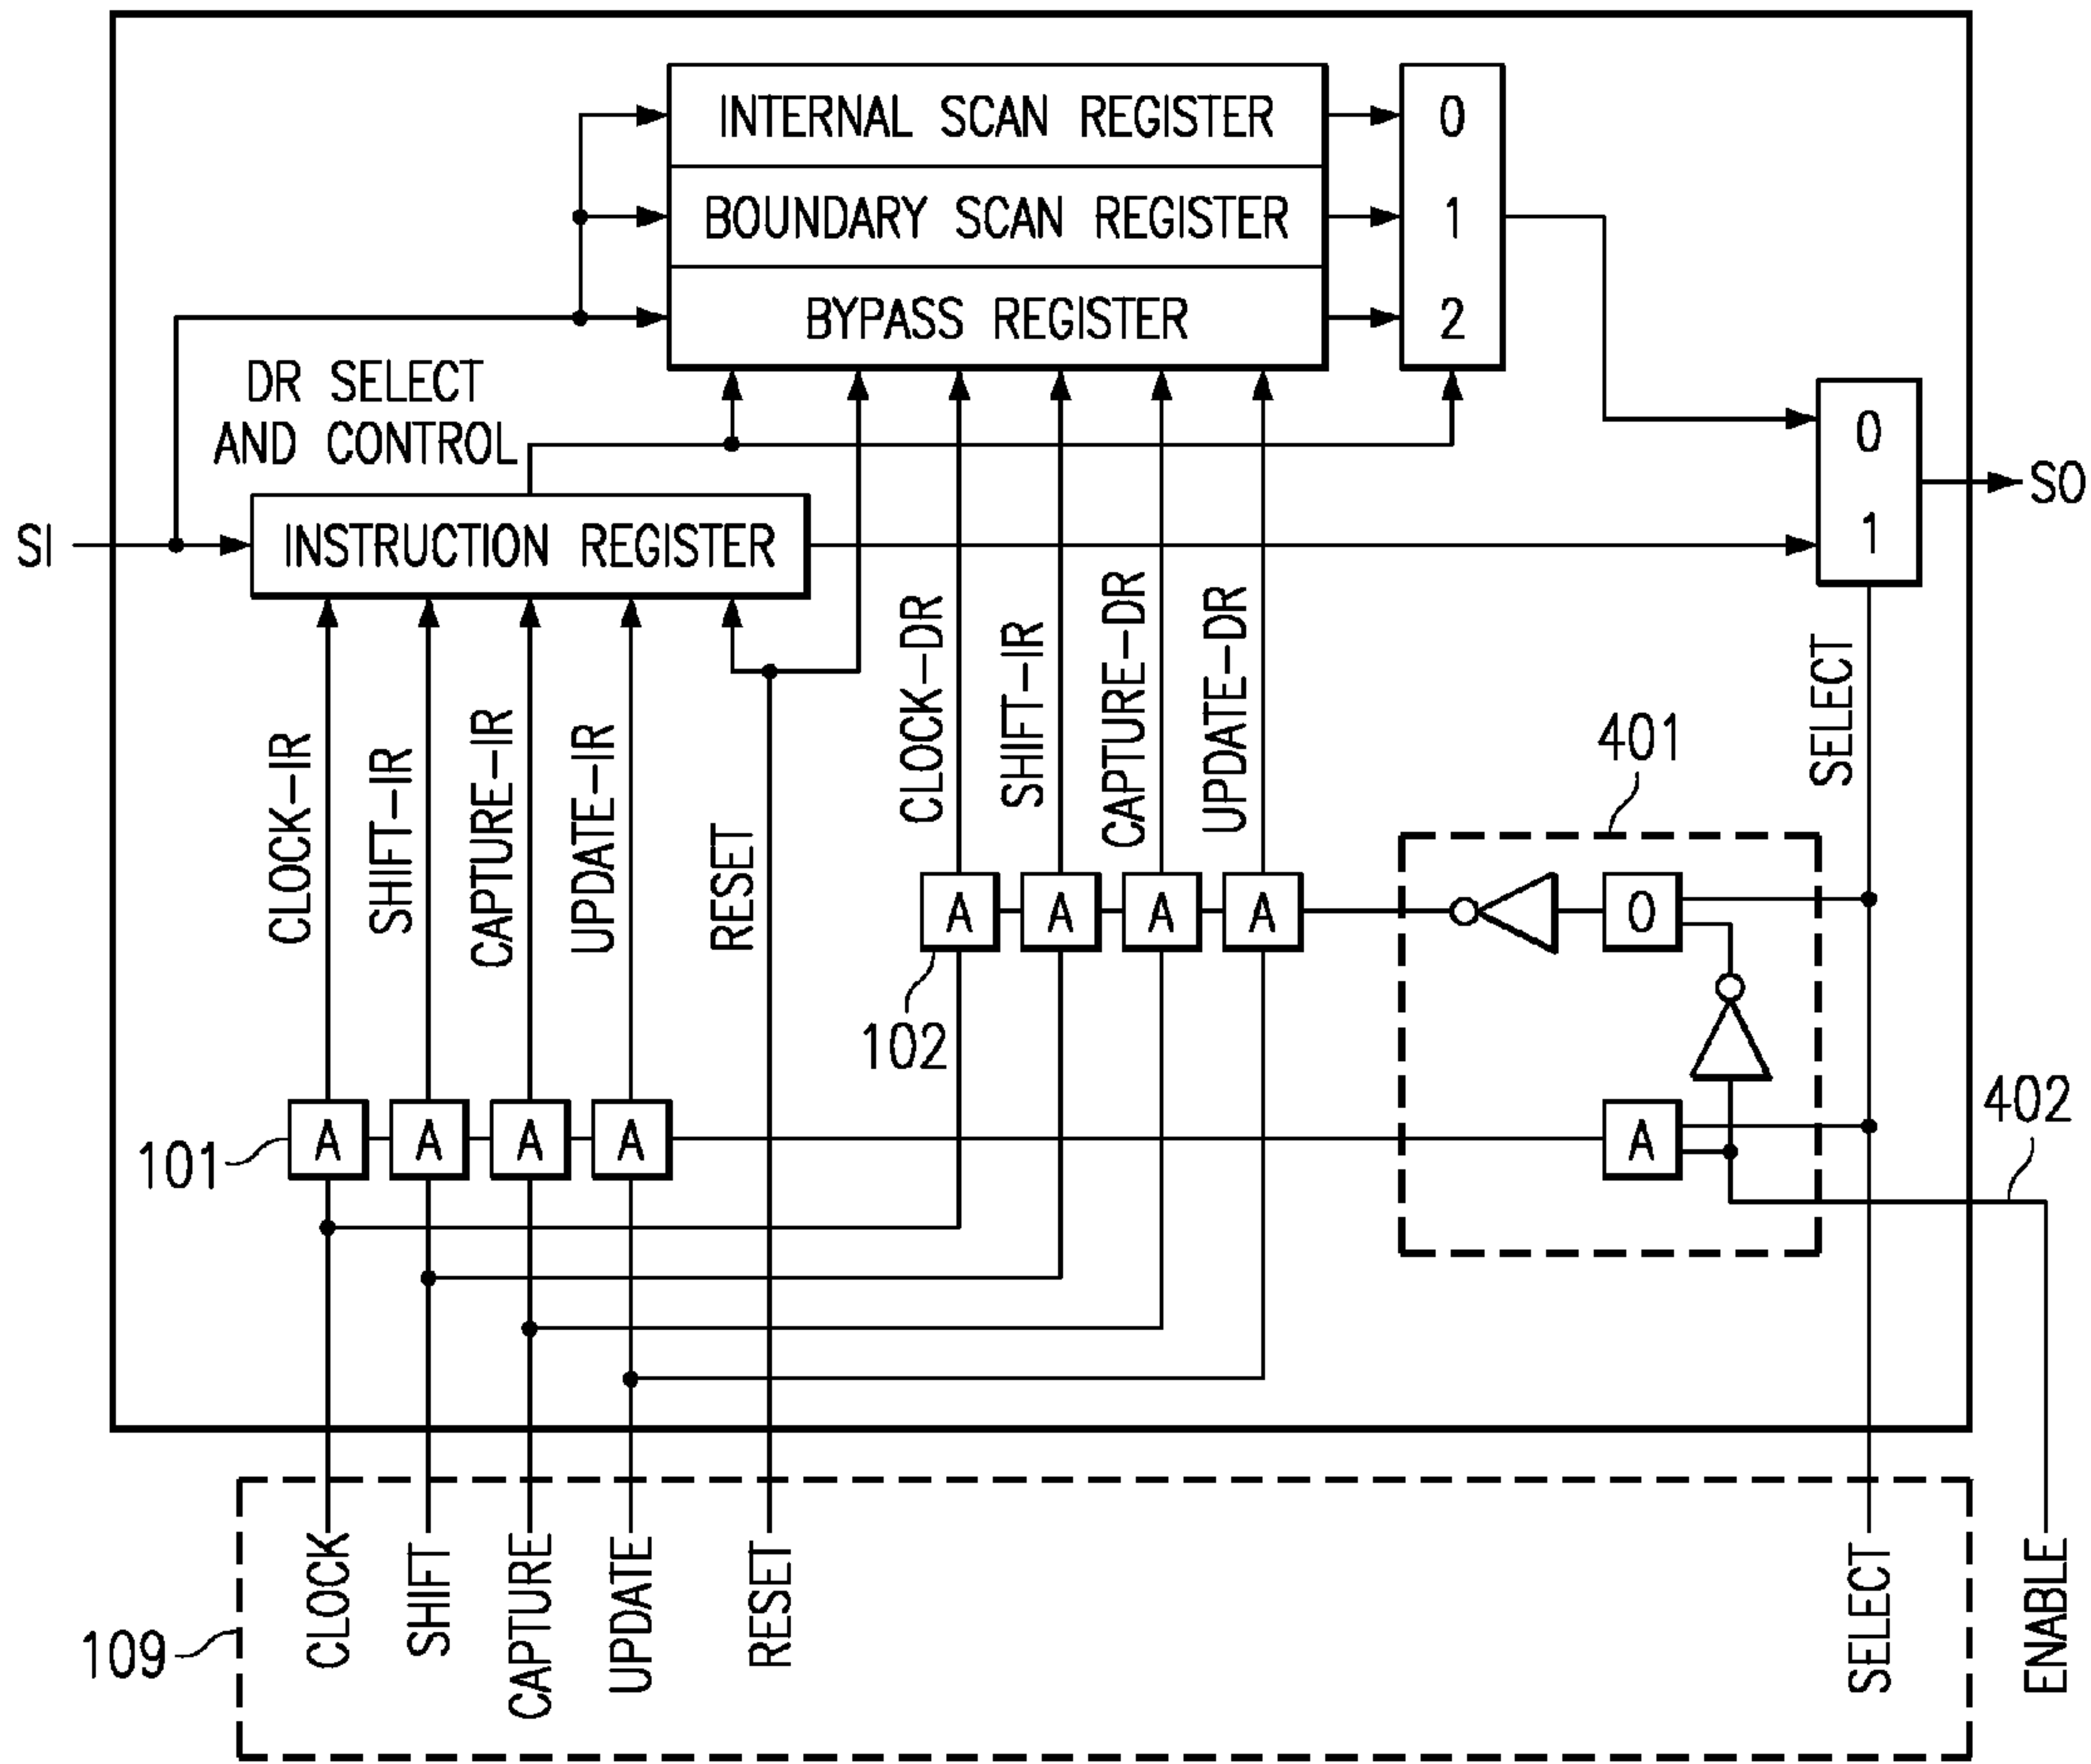 INTERNAL SCAN REGISTER
0
BOUNDARY SCAN REGISTER
1
BYPASS REGISTER
2
DR SELECT
AND CONTROL
0
SO
1
SI
INSTRUCTION REGISTER
CLOCK-IR
SHIFT-IR
CAPTURE-IR
UPDATE-IR
RESET
CLOCK-DR
SHIFT-IR
CAPTURE-DR
UPDATE-DR
SELECT
401
A
A
A
A
O
102
402
101
A
A
A
A
A
109
CLOCK
SHIFT
CAPTURE
UPDATE
RESET
SELECT
ENABLE